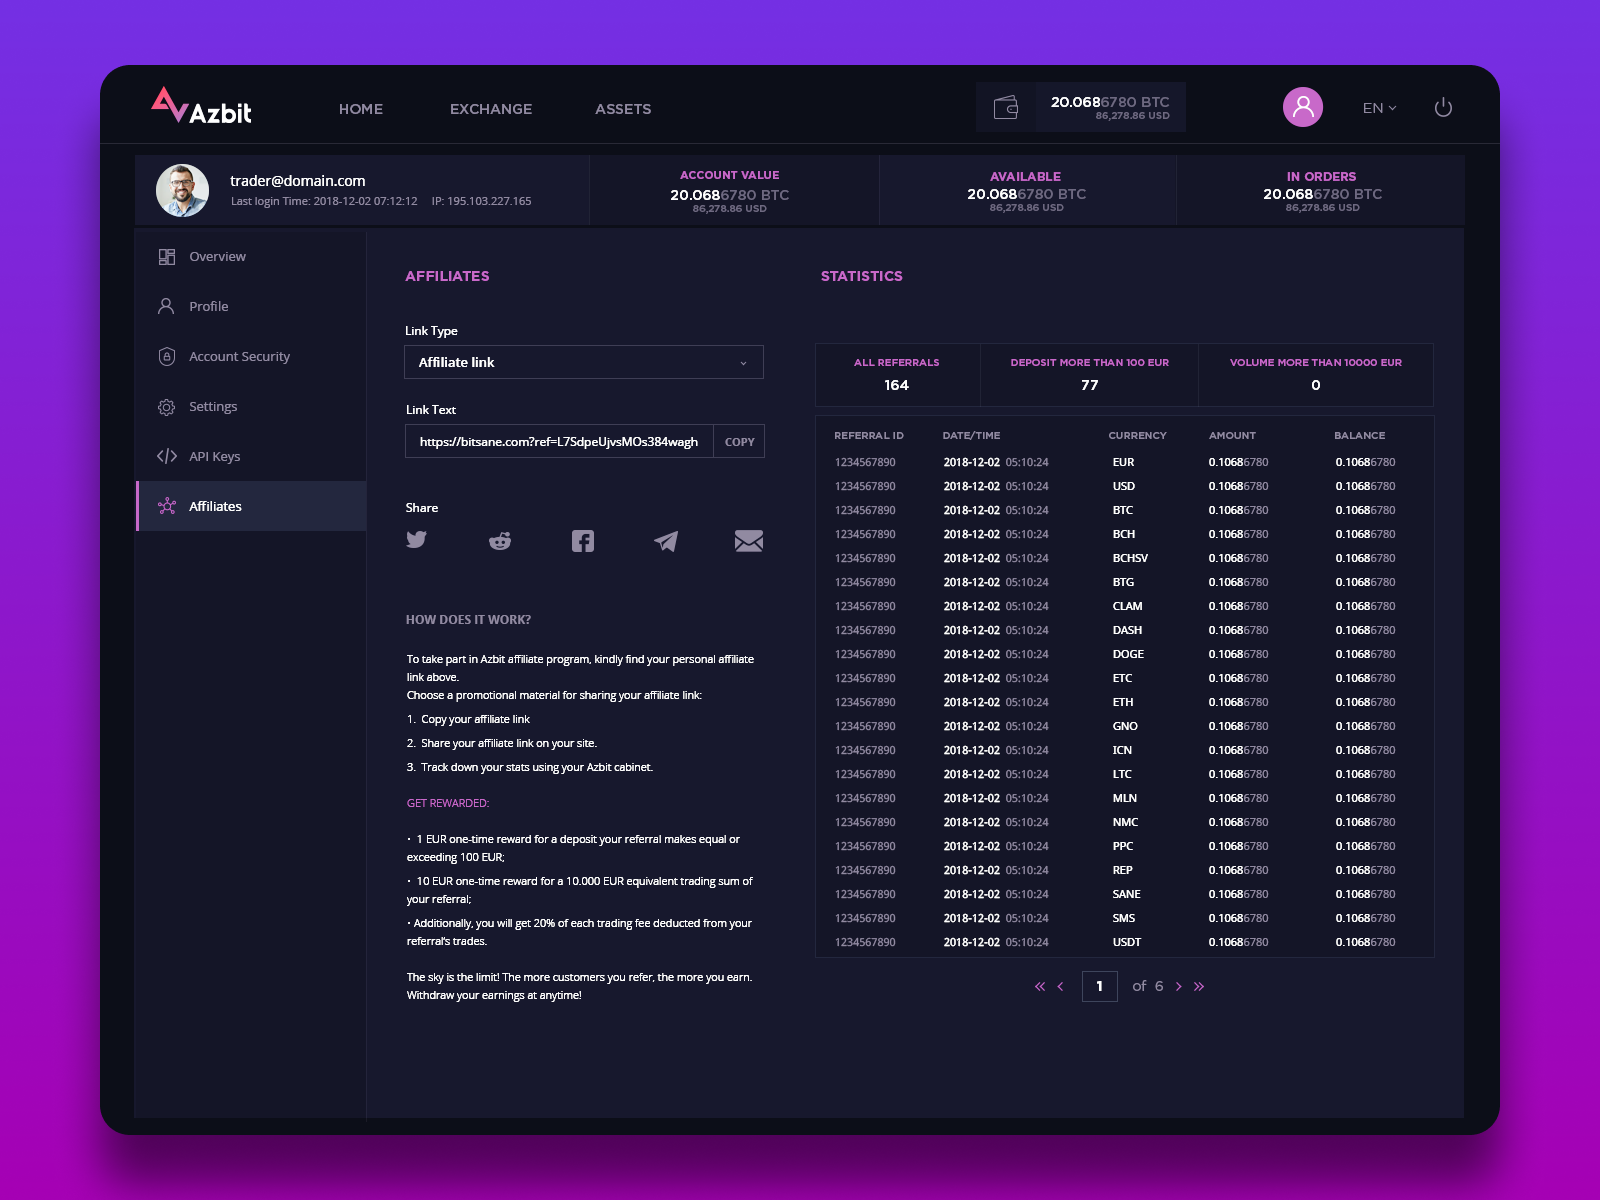 Azbit
HOME EXCHANGE ASSETS
20.0686780 BTC
86,278.86 USD
EN
trader@domain.com
Last login Time: 2018-12-02 07:12:12 IP: 195.103.227.165
ACCOUNT VALUE
20.0686780 BTC
86,278.86 USD
AVAILABLE
20.0686780 BTC
86,278.86 USD
IN ORDERS
20.0686780 BTC
86,278.86 USD
Overview
Profile
Account Security
Settings
API Keys
Affiliates
AFFILIATES
Link Type
Affiliate link
Link Text
https://bitsane.com?ref=L7SdpeUjvsMOs384wagh COPY
Share
HOW DOES IT WORK?
To take part in Azbit affiliate program, kindly find your personal affiliate
link above.
Choose a promotional material for sharing your affiliate link:
1. Copy your affiliate link
2. Share your affiliate link on your site.
3. Track down your stats using your Azbit cabinet.
GET REWARDED:
• 1 EUR one-time reward for a deposit your referral makes equal or
exceeding 100 EUR;
• 10 EUR one-time reward for a 10.000 EUR equivalent trading sum of
your referral;
• Additionally, you will get 20% of each trading fee deducted from your
referral's trades.
The sky is the limit! The more customers you refer, the more you earn.
Withdraw your earnings at anytime!
STATISTICS
ALL REFERRALS
164
DEPOSIT MORE THAN 100 EUR
77
VOLUME MORE THAN 10000 EUR
0
REFERRAL ID DATE/TIME CURRENCY AMOUNT BALANCE
1234567890 2018-12-02 05:10:24 EUR 0.10686780 0.10686780
1234567890 2018-12-02 05:10:24 USD 0.10686780 0.10686780
1234567890 2018-12-02 05:10:24 BTC 0.10686780 0.10686780
1234567890 2018-12-02 05:10:24 BCH 0.10686780 0.10686780
1234567890 2018-12-02 05:10:24 BCHSV 0.10686780 0.10686780
1234567890 2018-12-02 05:10:24 BTG 0.10686780 0.10686780
1234567890 2018-12-02 05:10:24 CLAM 0.10686780 0.10686780
1234567890 2018-12-02 05:10:24 DASH 0.10686780 0.10686780
1234567890 2018-12-02 05:10:24 DOGE 0.10686780 0.10686780
1234567890 2018-12-02 05:10:24 ETC 0.10686780 0.10686780
1234567890 2018-12-02 05:10:24 ETH 0.10686780 0.10686780
1234567890 2018-12-02 05:10:24 GNO 0.10686780 0.10686780
1234567890 2018-12-02 05:10:24 ICN 0.10686780 0.10686780
1234567890 2018-12-02 05:10:24 LTC 0.10686780 0.10686780
1234567890 2018-12-02 05:10:24 MLN 0.10686780 0.10686780
1234567890 2018-12-02 05:10:24 NMC 0.10686780 0.10686780
1234567890 2018-12-02 05:10:24 PPC 0.10686780 0.10686780
1234567890 2018-12-02 05:10:24 REP 0.10686780 0.10686780
1234567890 2018-12-02 05:10:24 SANE 0.10686780 0.10686780
1234567890 2018-12-02 05:10:24 SMS 0.10686780 0.10686780
1234567890 2018-12-02 05:10:24 USDT 0.10686780 0.10686780
« ‹ 1 of 6 › »